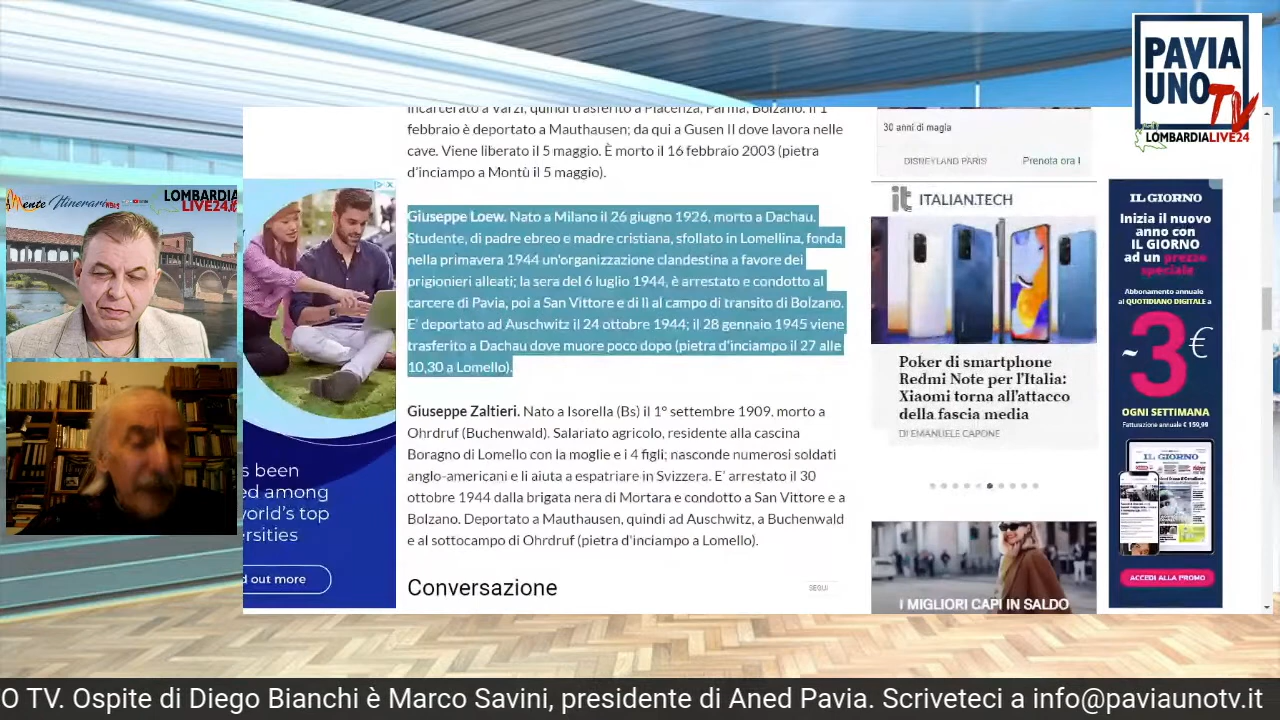 PAVIA
UNO TV
LOMBARDIALIVE24
LOMBARDIA
LIVE24
incarcerato a Varzi, quindi trasferito a Piacenza, Parma, Bolzano. Il 1
febbraio è deportato a Mauthausen; da qui a Gusen II dove lavora nelle
cave. Viene liberato il 5 maggio. È morto il 16 febbraio 2003 (pietra
d'inciampo a Montù il 5 maggio).
Giuseppe Loew. Nato a Milano il 26 giugno 1926, morto a Dachau.
Studente, di padre ebreo e madre cristiana, sfollato in Lomellina, fonda
nella primavera 1944 un'organizzazione clandestina a favore dei
prigionieri alleati; la sera del 6 luglio 1944, è arrestato e condotto al
carcere di Pavia, poi a San Vittore e di lì al campo di transito di Bolzano.
E' deportato ad Auschwitz il 24 ottobre 1944; il 28 gennaio 1945 viene
trasferito a Dachau dove muore poco dopo (pietra d'inciampo il 27 alle
10,30 a Lomello).
Giuseppe Zaltieri. Nato a Isorella (Bs) il 1° settembre 1909, morto a
Ohrdruf (Buchenwald). Salariato agricolo, residente alla cascina
Boragno di Lomello con la moglie e i 4 figli; nasconde numerosi soldati
anglo-americani e li aiuta a espatriare in Svizzera. E' arrestato il 30
ottobre 1944 dalla brigata nera di Mortara e condotto a San Vittore e a
Bolzano. Deportato a Mauthausen, quindi ad Auschwitz, a Buchenwald
e al sottocampo di Ohrdruf (pietra d'inciampo a Lomello).
Conversazione
SEGUI
s been
ed among
world's top
ersities
d out more
30 anni di magia
DISNEYLAND PARIS
Prenota ora !
it ITALIAN.TECH
Poker di smartphone
Redmi Note per l'Italia:
Xiaomi torna all'attacco
della fascia media
DI EMANUELE CAPONE
I MIGLIORI CAPI IN SALDO
IL GIORNO
Inizia il nuovo
anno con
IL GIORNO
ad un prezzo
speciale
Abbonamento annuale
al QUOTIDIANO DIGITALE a
~3€
OGNI SETTIMANA
Fatturazione annuale € 159,99
IL GIORNO
ACCEDI ALLA PROMO
O TV. Ospite di Diego Bianchi è Marco Savini, presidente di Aned Pavia. Scriveteci a info@paviaunotv.it